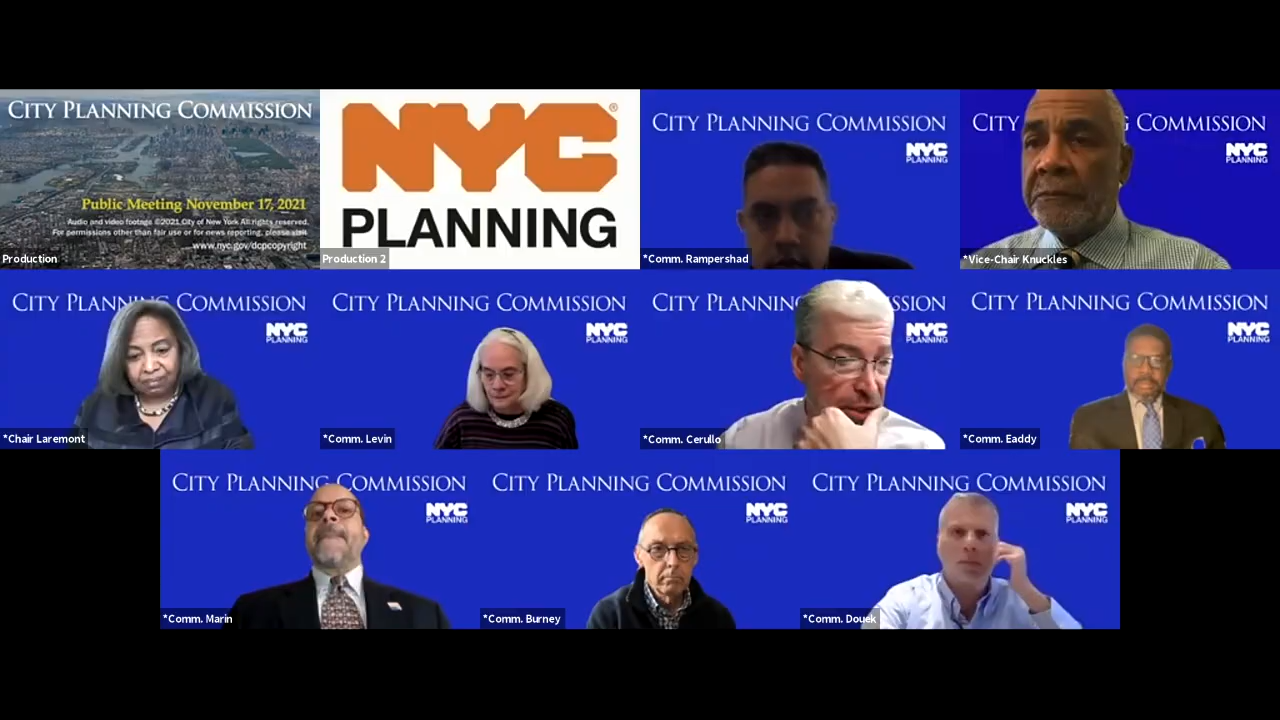 CITY PLANNING COMMISSION
Public Meeting November 17, 2021
Audio and video footage ©2021 City of New York All rights reserved.
For permissions other than fair use or for news reporting, please visit
www.nyc.gov/dcpcopyright
Production
NYC®
PLANNING
Production 2
CITY PLANNING COMMISSION
NYC
PLANNING
*Comm. Rampershad
CITY G COMMISSION
NYC
PLANNING
*Vice-Chair Knuckles
CITY PLANNING COMMISSION
NYC
PLANNING
*Chair Laremont
CITY PLANNING COMMISSION
NYC
PLANNING
*Comm. Levin
CITY PLANNING SSION
NYC
PLANNING
*Comm. Cerullo
CITY PLANNING COMMISSION
NYC
PLANNING
*Comm. Eaddy
CITY PLANNING COMMISSION
NYC
PLANNING
*Comm. Marin
CITY PLANNING COMMISSION
NYC
PLANNING
*Comm. Burney
CITY PLANNING COMMISSION
NYC
PLANNING
*Comm. Douek